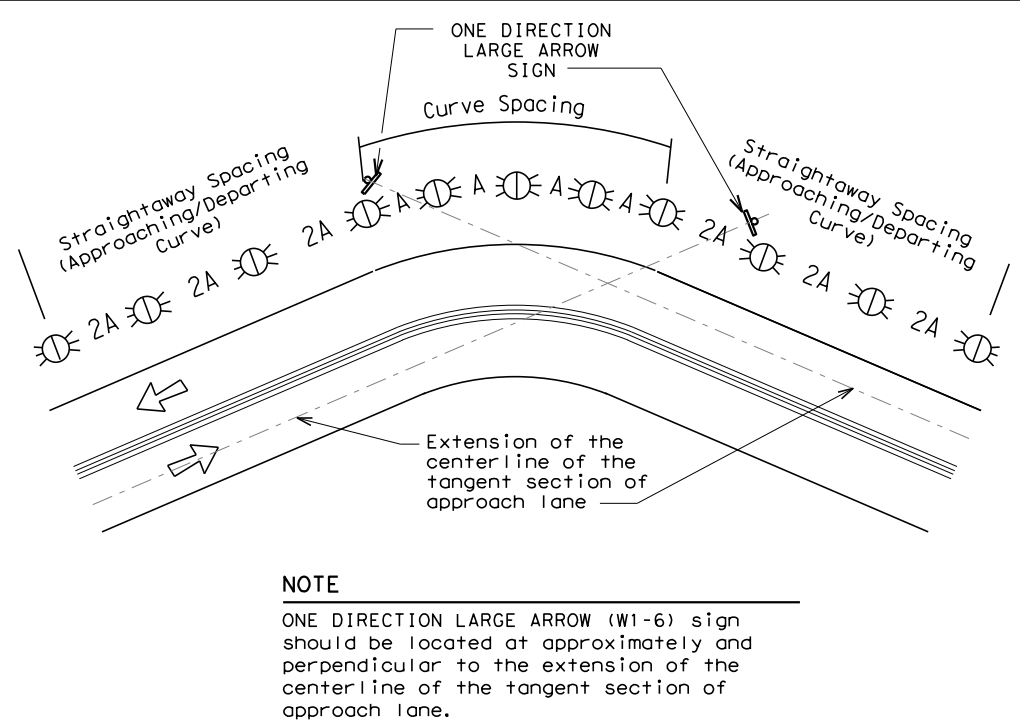 ONE DIRECTION
LARGE ARROW
SIGN
Curve Spacing
Straightaway Spacing
(Approaching/Departing
Curve)
Straightaway Spacing
(Approaching/Departing
Curve)
2A
2A
2A
A
A
A
A
2A
2A
2A
Extension of the
centerline of the
tangent section of
approach lane
NOTE
ONE DIRECTION LARGE ARROW (W1-6) sign
should be located at approximately and
perpendicular to the extension of the
centerline of the tangent section of
approach lane.